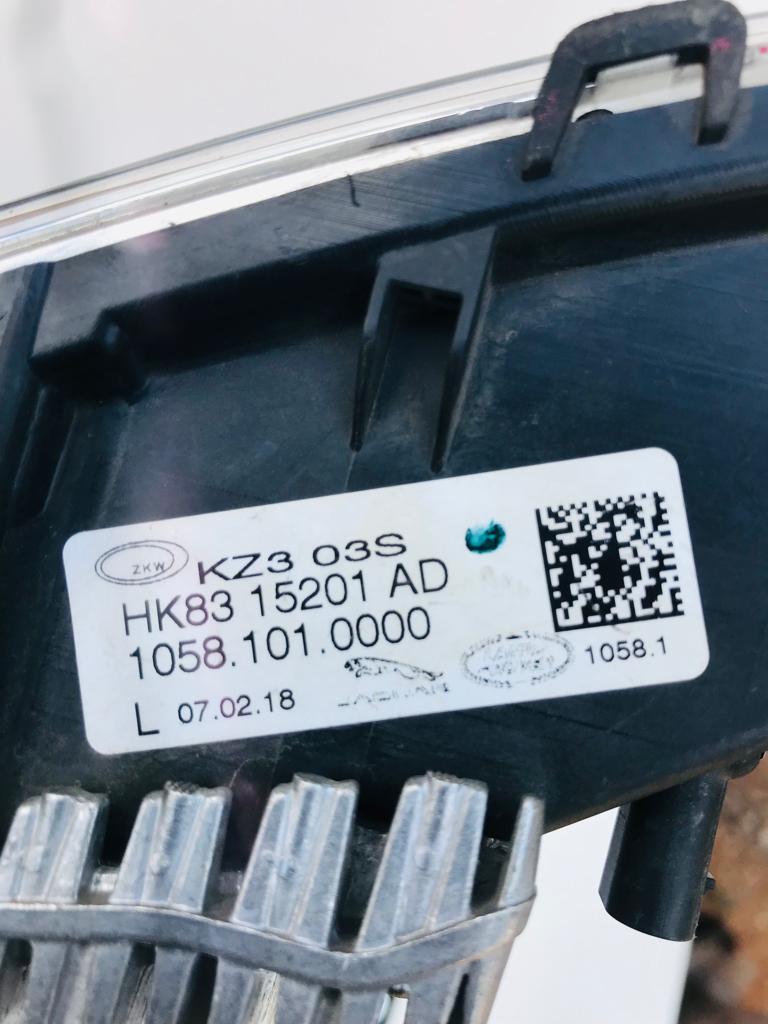 ZKW KZ3 03S
HK83 15201 AD
1058.101.0000
L 07.02.18
JAGUAR
1058.1